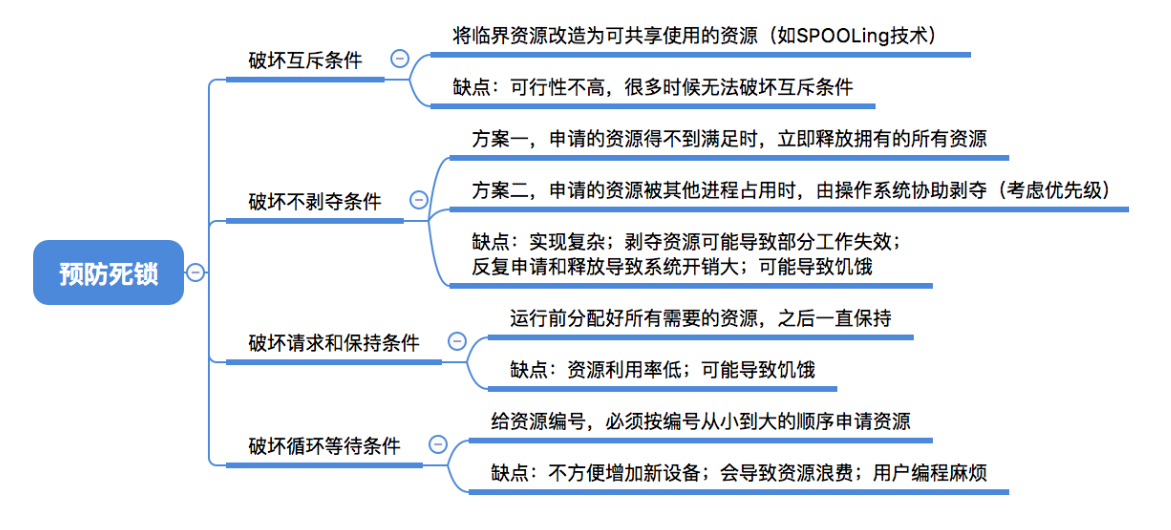 预防死锁
破坏互斥条件
将临界资源改造为可共享使用的资源（如SPOOLing技术）
缺点：可行性不高，很多时候无法破坏互斥条件
破坏不剥夺条件
方案一，申请的资源得不到满足时，立即释放拥有的所有资源
方案二，申请的资源被其他进程占用时，由操作系统协助剥夺（考虑优先级）
缺点：实现复杂；剥夺资源可能导致部分工作失效；
反复申请和释放导致系统开销大；可能导致饥饿
破坏请求和保持条件
运行前分配好所有需要的资源，之后一直保持
缺点：资源利用率低；可能导致饥饿
破坏循环等待条件
给资源编号，必须按编号从小到大的顺序申请资源
缺点：不方便增加新设备；会导致资源浪费；用户编程麻烦